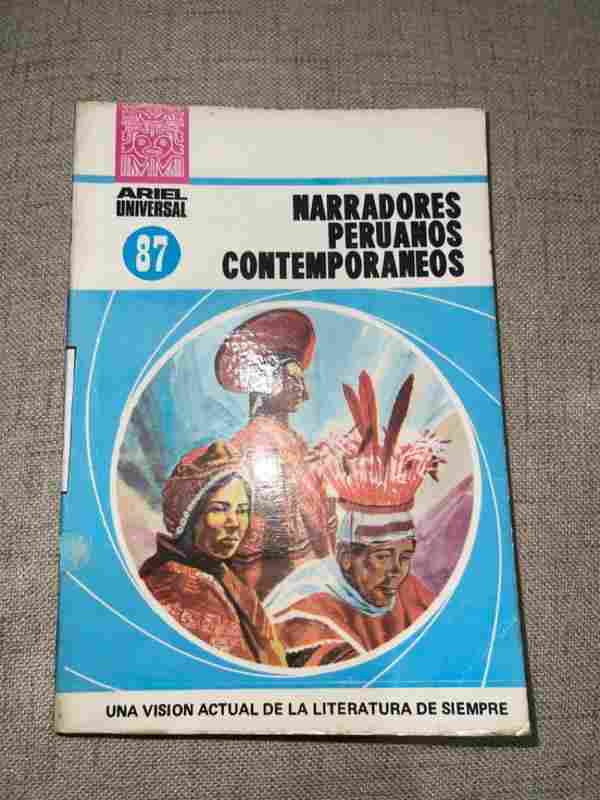 ARIEL
UNIVERSAL
87
NARRADORES
PERUANOS
CONTEMPORANEOS
UNA VISION ACTUAL DE LA LITERATURA DE SIEMPRE